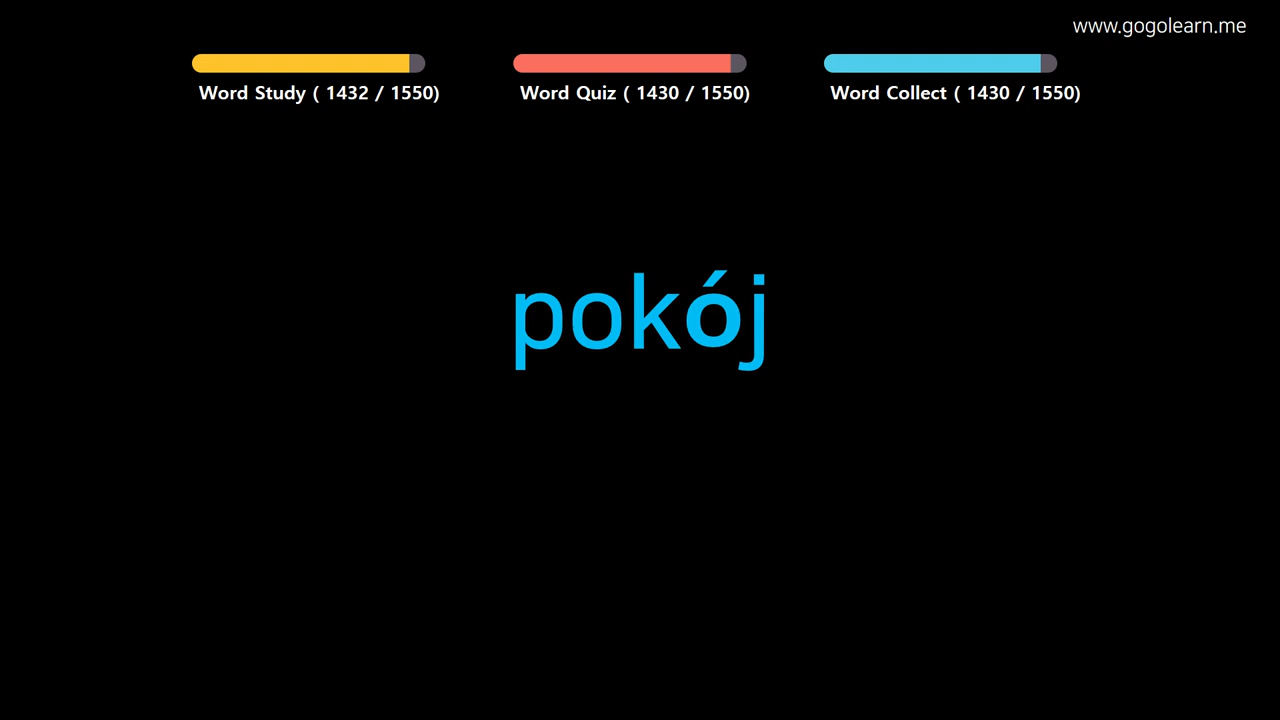 www.gogolearn.me
Word Study ( 1432 / 1550)
Word Quiz ( 1430 / 1550)
Word Collect ( 1430 / 1550)
pokój